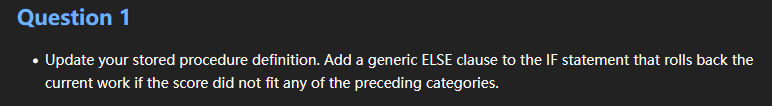 Question 1
• Update your stored procedure definition. Add a generic ELSE clause to the IF statement that rolls back the
current work if the score did not fit any of the preceding categories.